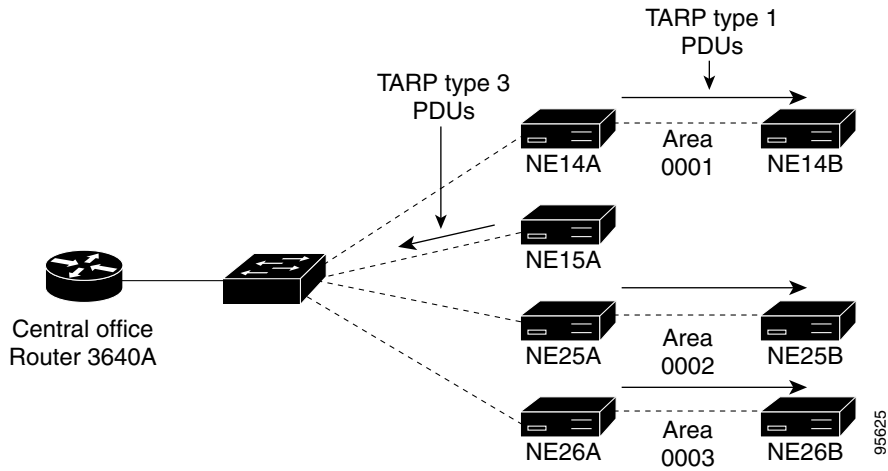 TARP type 1
PDUs
TARP type 3
PDUs
NE14A
Area
0001
NE14B
NE15A
Central office
Router 3640A
NE25A
Area
0002
NE25B
NE26A
Area
0003
NE26B
95625